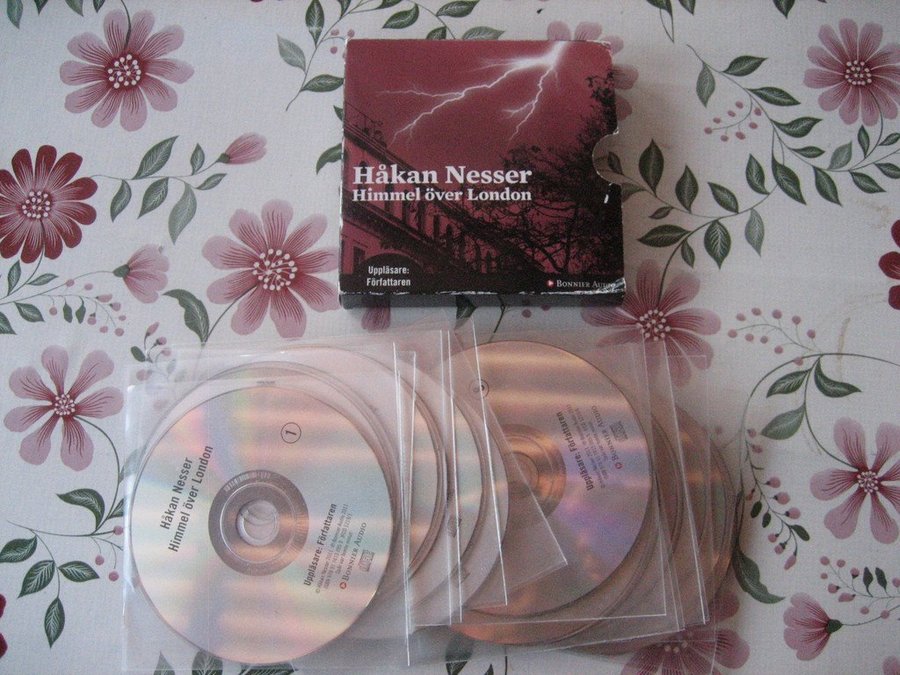 Håkan Nesser
Himmel över London
Uppläsare:
Författaren
BONNIER AUDIO
1
Håkan Nesser
Himmel över London
Uppläsare: Författaren
BONNIER AUDIO
Uppläsare: Författaren
BONNIER AUDIO